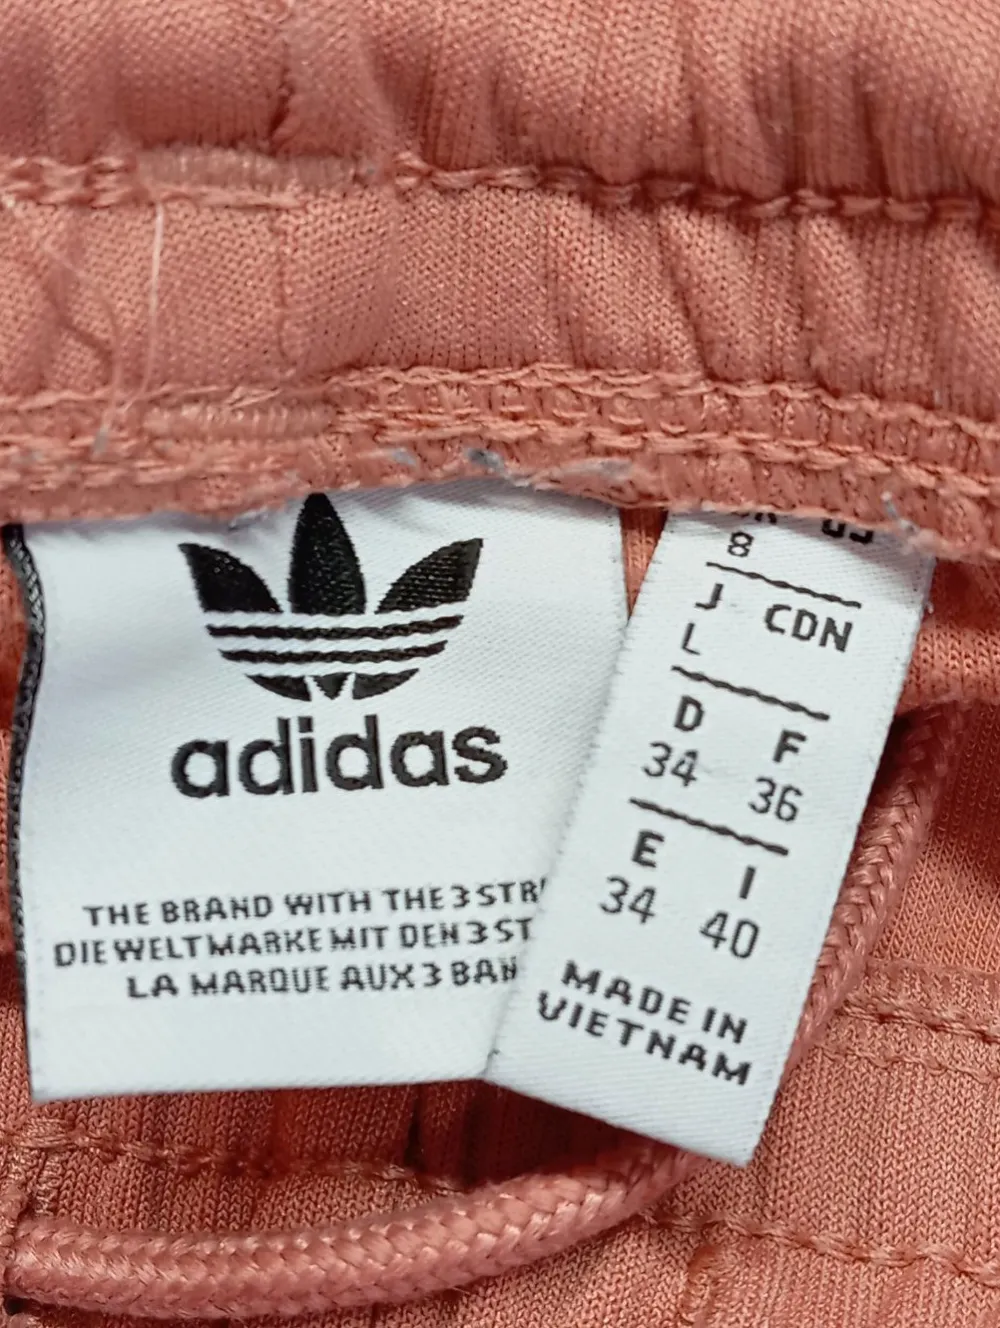 adidas
THE BRAND WITH THE 3 STR
DIE WELTMARKE MIT DEN 3 ST
LA MARQUE AUX 3 BAN
US
8
J CDN
L
D F
34 36
E I
34 40
MADE IN
VIETNAM